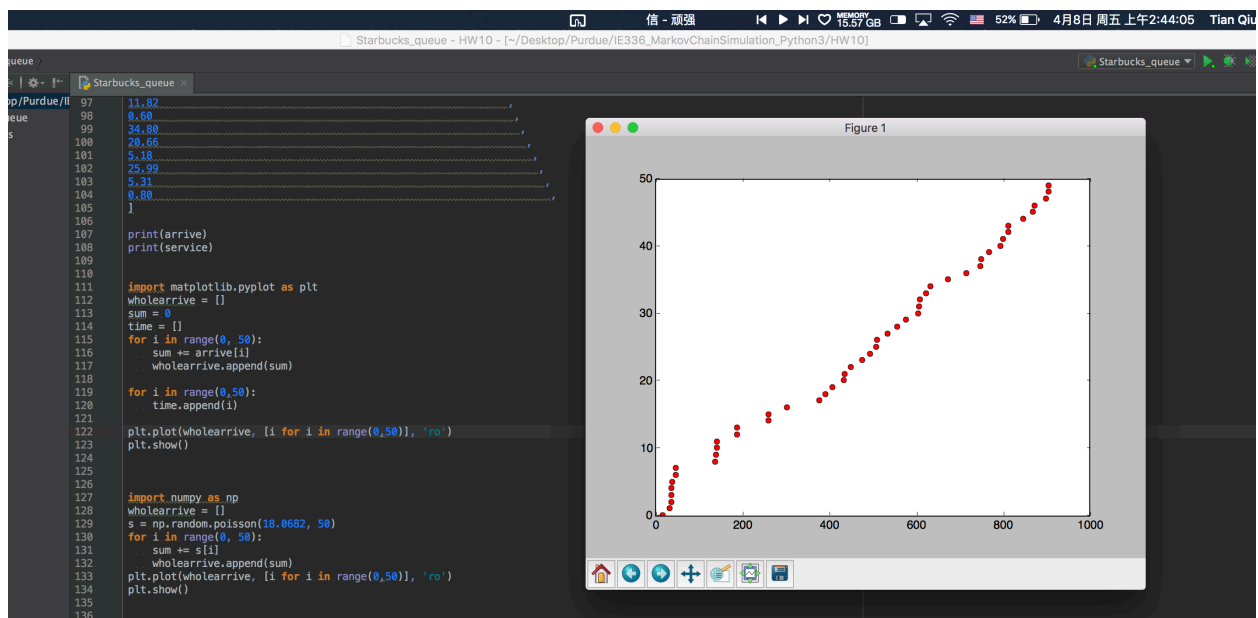 信 - 顽强 MEMORY 15.57 GB 52% 4月8日 周五 上午2:44:05 Tian Qiu
Starbucks_queue - HW10 - [~/Desktop/Purdue/IE336_MarkovChainSimulation_Python3/HW10]
queue Starbucks_queue
Starbucks_queue
op/Purdue/IE
ueue
s
97 11.82 ,
98 0.60 ,
99 34.80 ,
100 20.66 ,
101 5.18 ,
102 25.99 ,
103 5.31 ,
104 0.80 ,
105 ]
106
107 print(arrive)
108 print(service)
109
110
111 import matplotlib.pyplot as plt
112 wholearrive = []
113 sum = 0
114 time = []
115 for i in range(0, 50):
116 sum += arrive[i]
117 wholearrive.append(sum)
118
119 for i in range(0,50):
120 time.append(i)
121
122 plt.plot(wholearrive, [i for i in range(0,50)], 'ro')
123 plt.show()
124
125
126
127 import numpy as np
128 wholearrive = []
129 s = np.random.poisson(18.0682, 50)
130 for i in range(0, 50):
131 sum += s[i]
132 wholearrive.append(sum)
133 plt.plot(wholearrive, [i for i in range(0,50)], 'ro')
134 plt.show()
135
136
Figure 1
50
40
30
20
10
0
0 200 400 600 800 1000